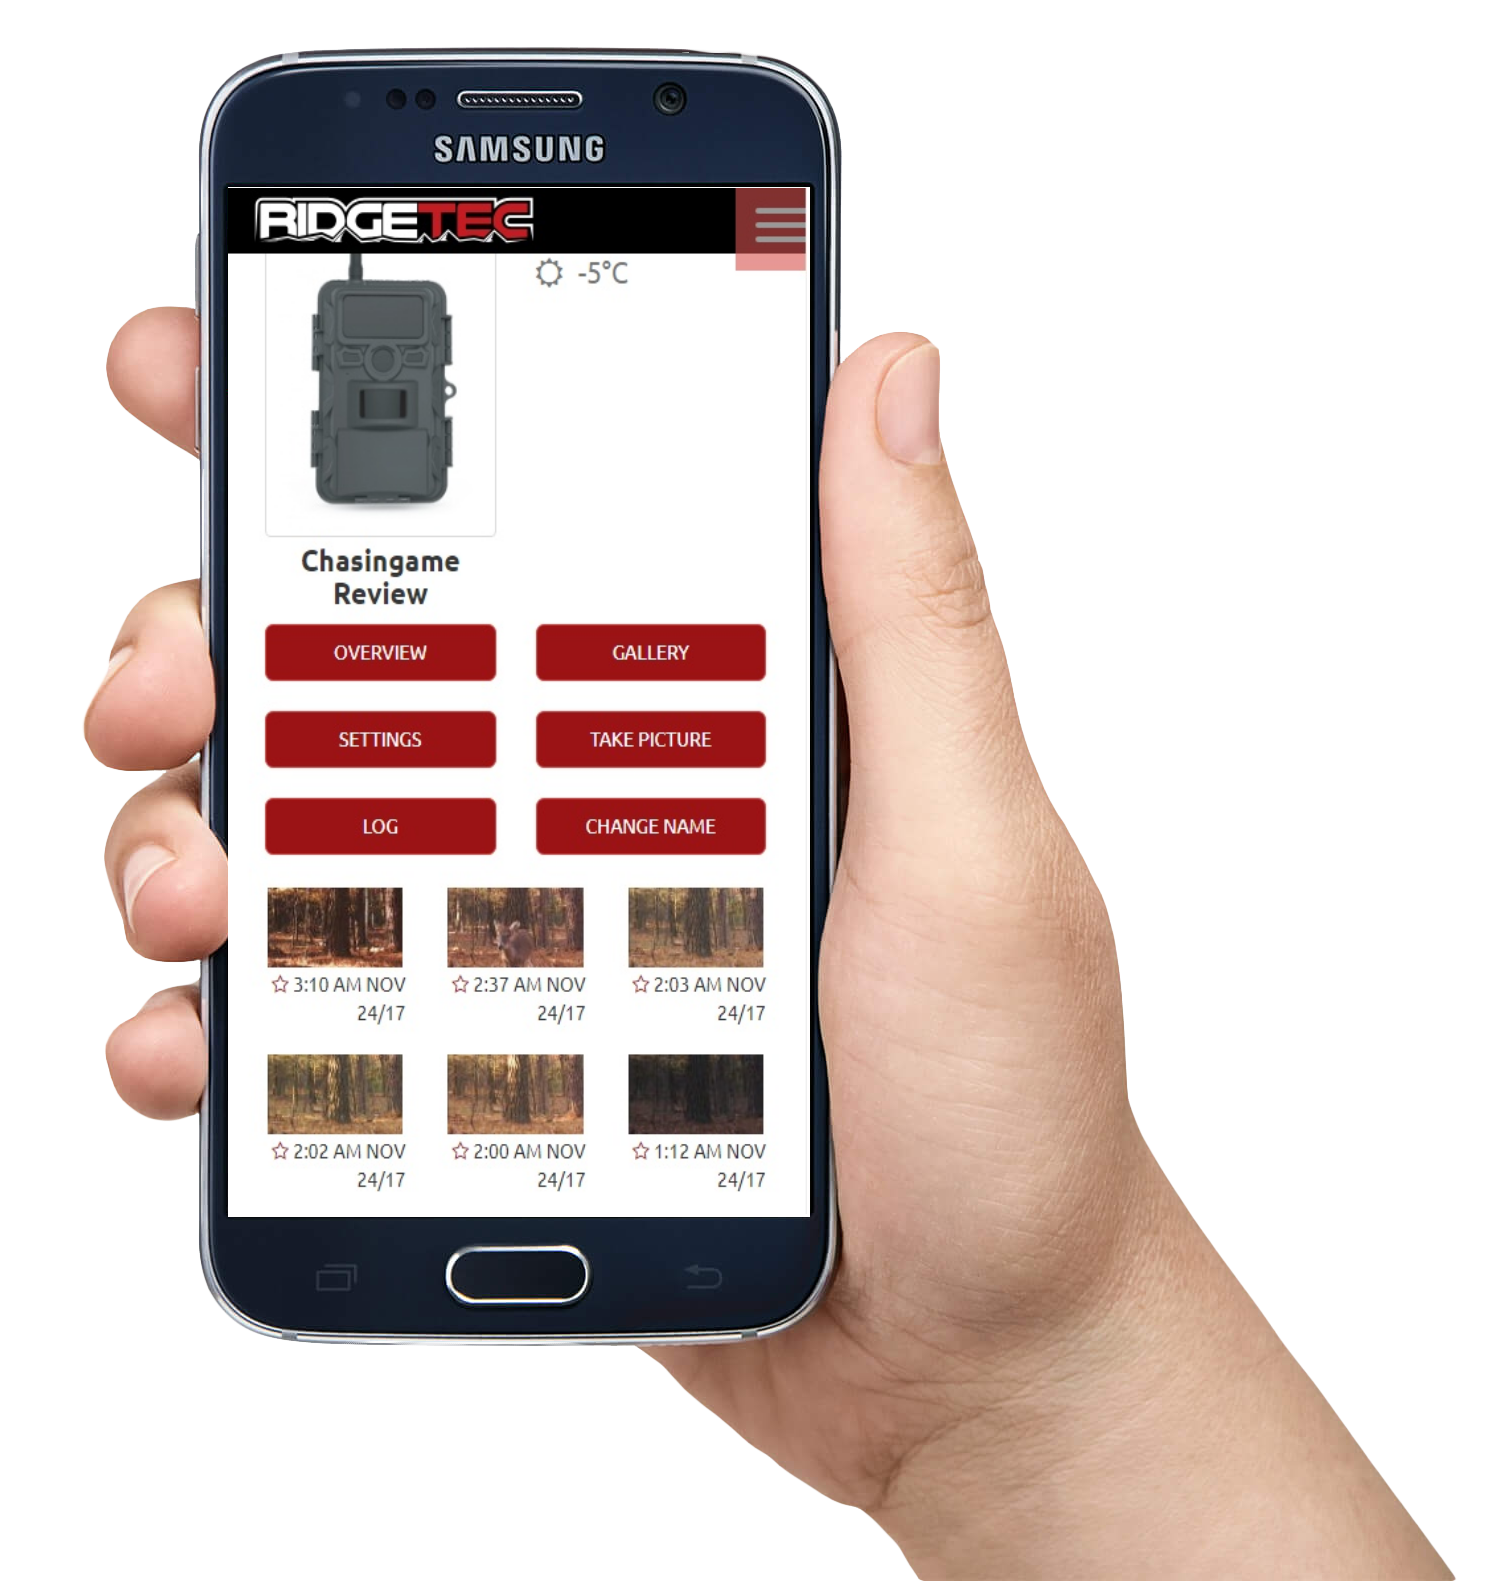 SAMSUNG
RIDGETEC
-5°C
Chasingame
Review
OVERVIEW
GALLERY
SETTINGS
TAKE PICTURE
LOG
CHANGE NAME
3:10 AM NOV
24/17
2:37 AM NOV
24/17
2:03 AM NOV
24/17
2:02 AM NOV
24/17
2:00 AM NOV
24/17
1:12 AM NOV
24/17